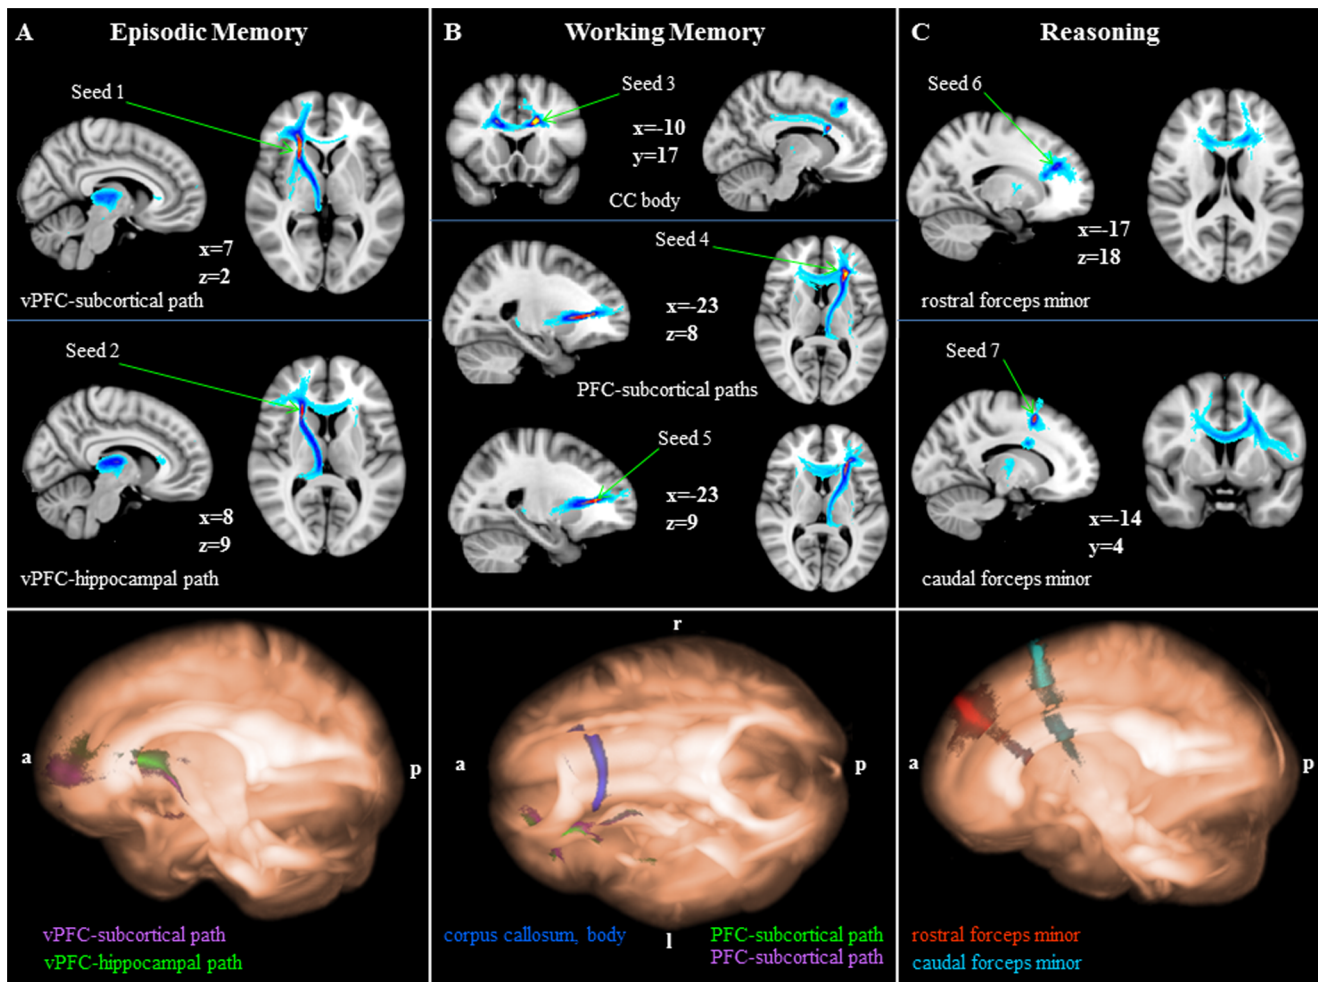 A Episodic Memory
Seed 1
x=7
z=2
vPFC-subcortical path
Seed 2
x=8
z=9
vPFC-hippocampal path
B Working Memory
Seed 3
x=-10
y=17
CC body
Seed 4
x=-23
z=8
PFC-subcortical paths
Seed 5
x=-23
z=9
C Reasoning
Seed 6
x=-17
z=18
rostral forceps minor
Seed 7
x=-14
y=4
caudal forceps minor
a
p
vPFC-subcortical path
vPFC-hippocampal path
r
a
p
l
corpus callosum, body
PFC-subcortical path
PFC-subcortical path
a
p
rostral forceps minor
caudal forceps minor